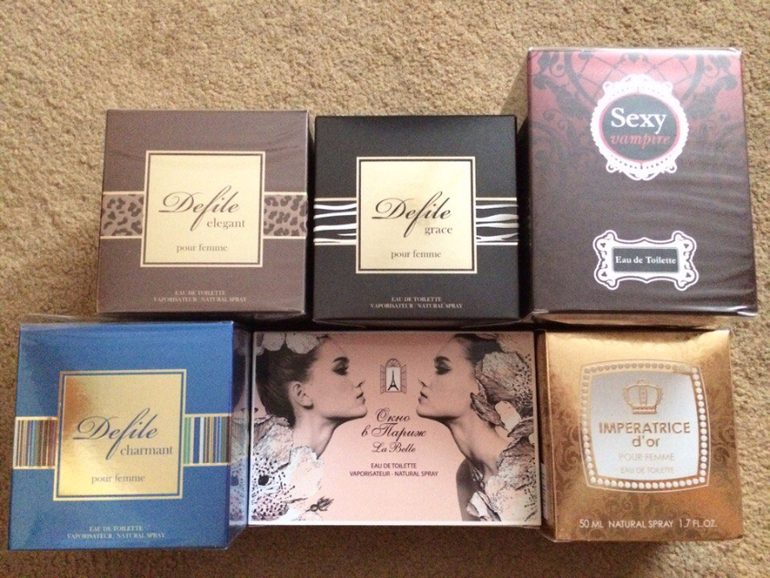 Defile
elegant
pour femme
EAU DE TOILETTE
VAPORISATEUR / NATURAL SPRAY
Defile
grace
pour femme
EAU DE TOILETTE
VAPORISATEUR / NATURAL SPRAY
Sexy
vampire
Eau de Toilette
Defile
charmant
pour femme
EAU DE TOILETTE
VAPORISATEUR / NATURAL SPRAY
Окно
в Париж
La Belle
EAU DE TOILETTE
VAPORISATEUR - NATURAL SPRAY
IMPERATRICE
d'or
POUR FEMME
EAU DE TOILETTE
50 ML NATURAL SPRAY 1.7 FL.OZ.